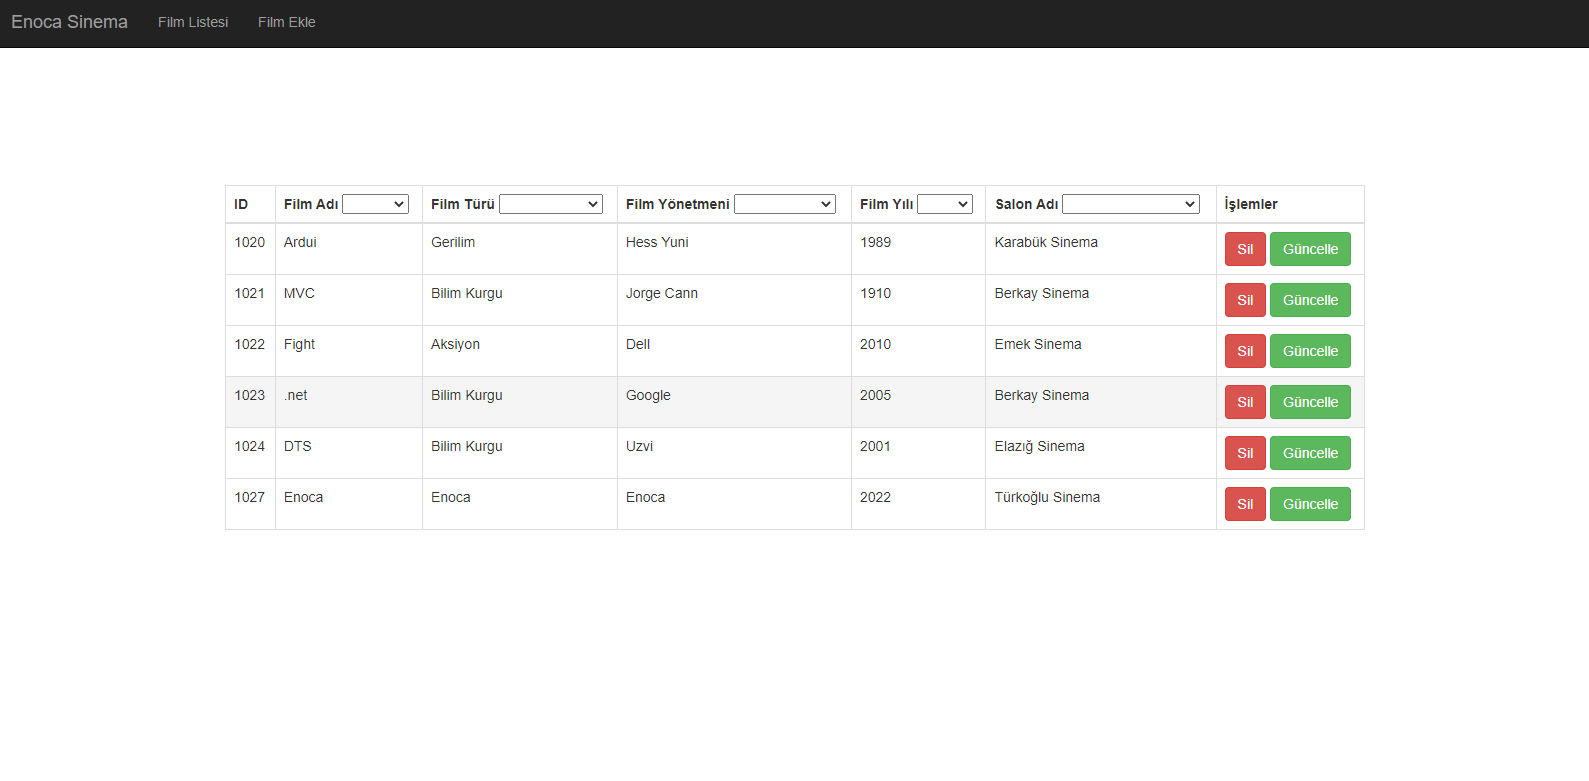 Enoca Sinema Film Listesi Film Ekle
ID Film Adı Film Türü Film Yönetmeni Film Yılı Salon Adı İşlemler
1020 Ardui Gerilim Hess Yuni 1989 Karabük Sinema Sil Güncelle
1021 MVC Bilim Kurgu Jorge Cann 1910 Berkay Sinema Sil Güncelle
1022 Fight Aksiyon Dell 2010 Emek Sinema Sil Güncelle
1023 .net Bilim Kurgu Google 2005 Berkay Sinema Sil Güncelle
1024 DTS Bilim Kurgu Uzvi 2001 Elazığ Sinema Sil Güncelle
1027 Enoca Enoca Enoca 2022 Türkoğlu Sinema Sil Güncelle